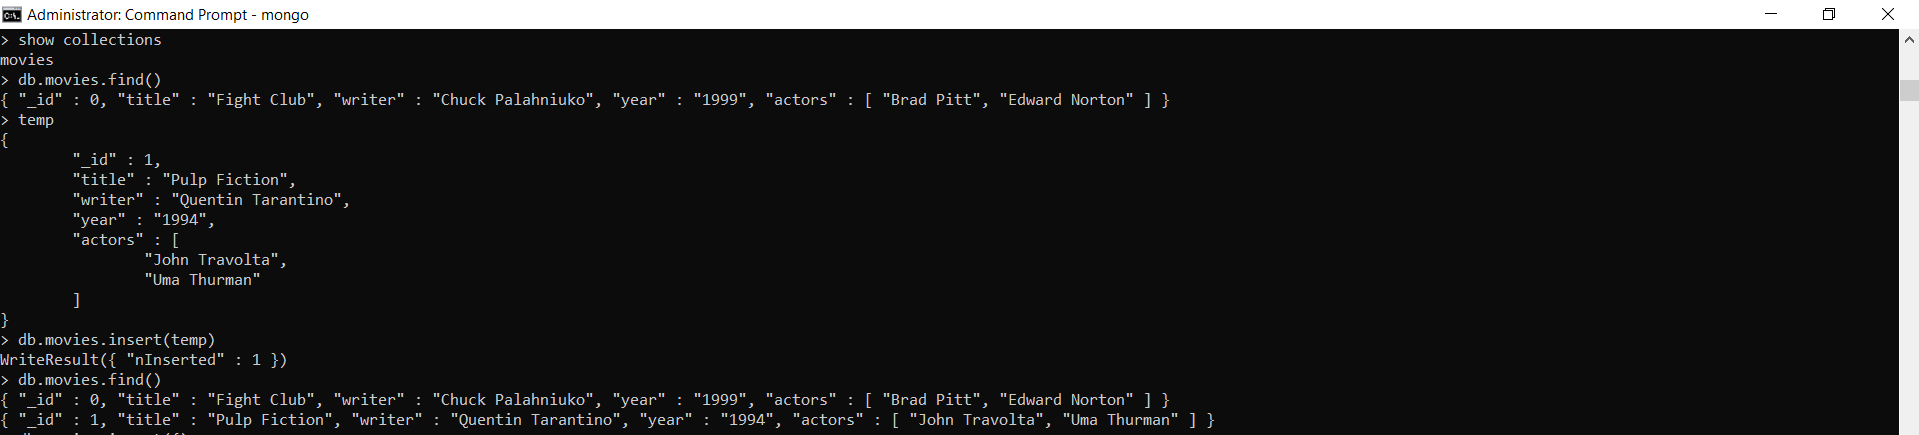 Administrator: Command Prompt - mongo
> show collections
movies
> db.movies.find()
{ "_id" : 0, "title" : "Fight Club", "writer" : "Chuck Palahniuko", "year" : "1999", "actors" : [ "Brad Pitt", "Edward Norton" ] }
> temp
{
        "_id" : 1,
        "title" : "Pulp Fiction",
        "writer" : "Quentin Tarantino",
        "year" : "1994",
        "actors" : [
                "John Travolta",
                "Uma Thurman"
        ]
}
> db.movies.insert(temp)
WriteResult({ "nInserted" : 1 })
> db.movies.find()
{ "_id" : 0, "title" : "Fight Club", "writer" : "Chuck Palahniuko", "year" : "1999", "actors" : [ "Brad Pitt", "Edward Norton" ] }
{ "_id" : 1, "title" : "Pulp Fiction", "writer" : "Quentin Tarantino", "year" : "1994", "actors" : [ "John Travolta", "Uma Thurman" ] }